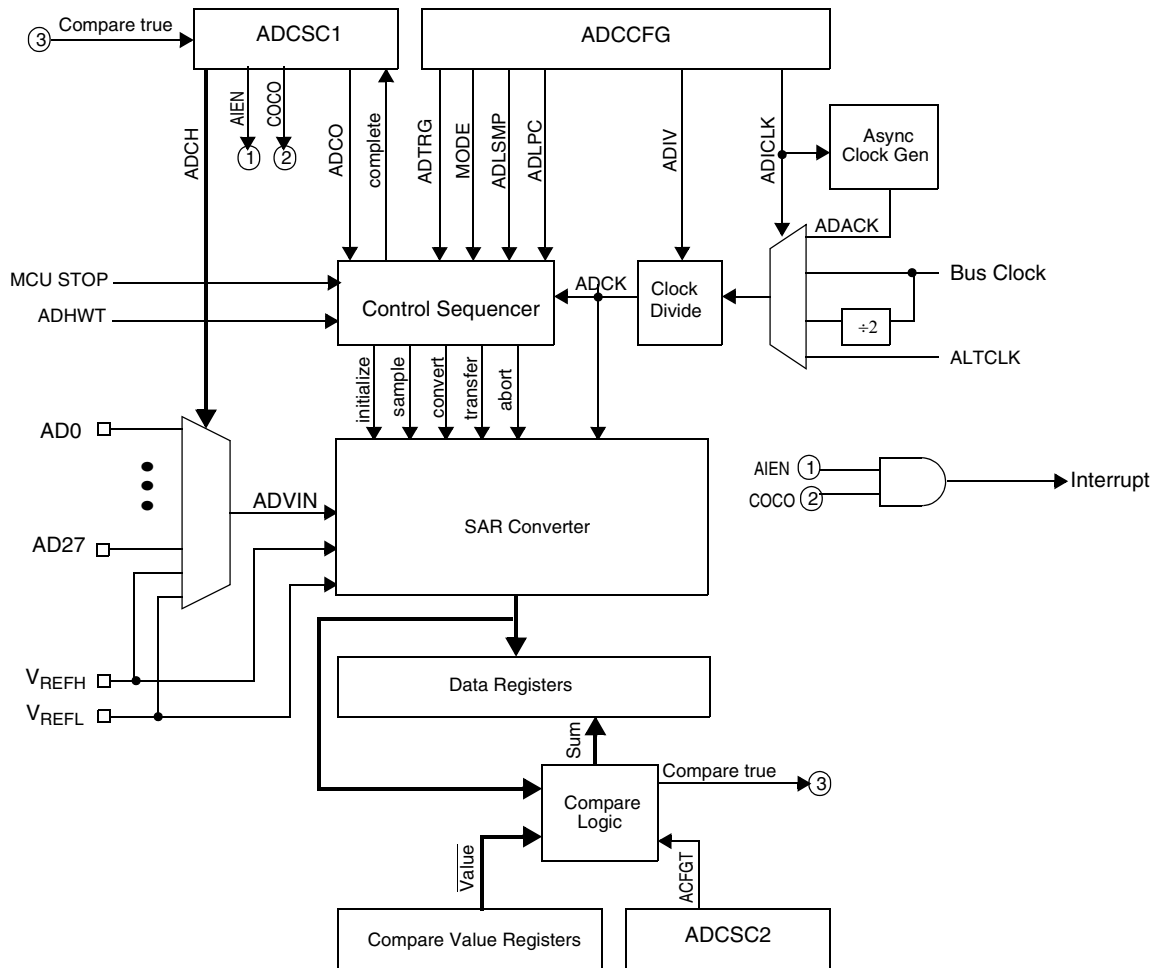 3
Compare true
ADCSC1
ADCCFG
ADCH
AIEN
COCO
ADCO
complete
ADTRG
MODE
ADLSMP
ADLPC
ADIV
ADICLK
Async
Clock Gen
1
2
ADACK
MCU STOP
ADHWT
Control Sequencer
ADCK
Clock
Divide
Bus Clock
÷2
ALTCLK
initialize
sample
convert
transfer
abort
AD0
ADVIN
AD27
SAR Converter
AIEN 1
COCO 2
Interrupt
VREFH
VREFL
Data Registers
Sum
Compare true
3
Compare
Logic
Value
ACFGT
Compare Value Registers
ADCSC2